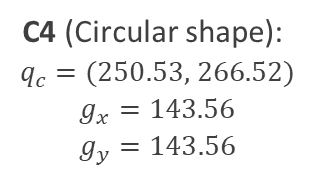 C4 (Circular shape):
q_c = (250.53, 266.52)
g_x = 143.56
g_y = 143.56